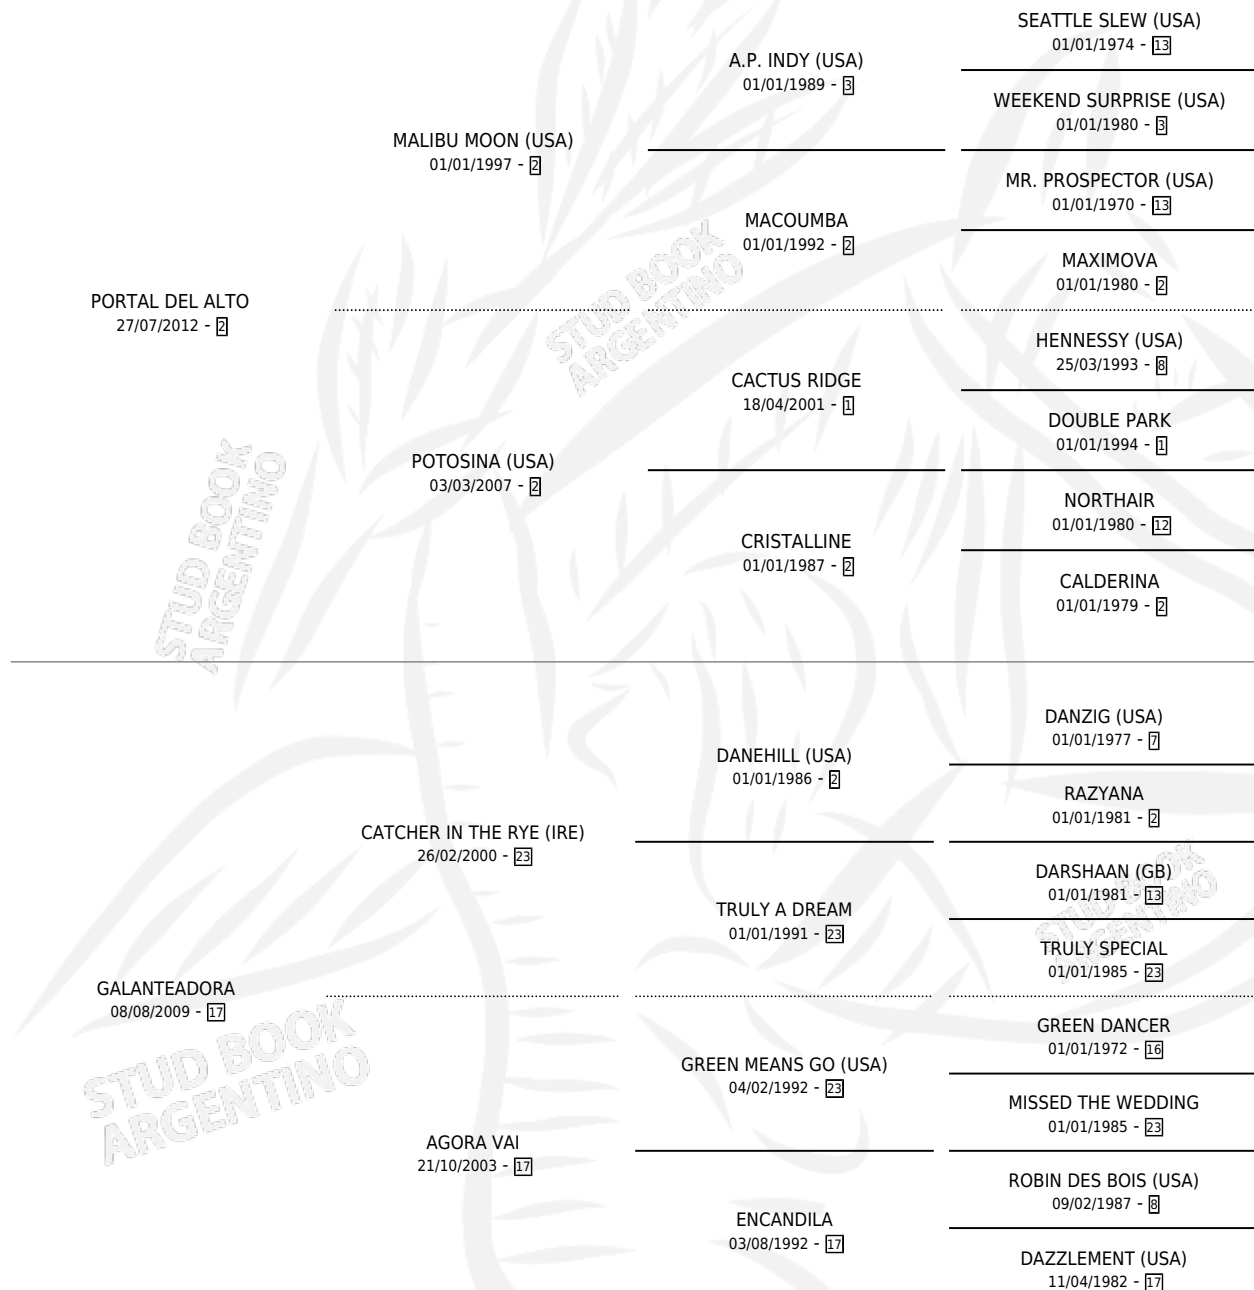 SEATTLE SLEW (USA)
01/01/1974 - 13
A.P. INDY (USA)
01/01/1989 - 3
WEEKEND SURPRISE (USA)
01/01/1980 - 3
MALIBU MOON (USA)
01/01/1997 - 2
MR. PROSPECTOR (USA)
01/01/1970 - 13
MACOUMBA
01/01/1992 - 2
MAXIMOVA
01/01/1980 - 2
PORTAL DEL ALTO
27/07/2012 - 2
HENNESSY (USA)
25/03/1993 - 8
CACTUS RIDGE
18/04/2001 - 1
DOUBLE PARK
01/01/1994 - 1
POTOSINA (USA)
03/03/2007 - 2
NORTHAIR
01/01/1980 - 12
CRISTALLINE
01/01/1987 - 2
CALDERINA
01/01/1979 - 2
STUD BOOK
ARGENTINO
STUD BOOK
ARGENTINO
DANZIG (USA)
01/01/1977 - 7
DANEHILL (USA)
01/01/1986 - 2
RAZYANA
01/01/1981 - 2
CATCHER IN THE RYE (IRE)
26/02/2000 - 23
DARSHAAN (GB)
01/01/1981 - 13
TRULY A DREAM
01/01/1991 - 23
TRULY SPECIAL
01/01/1985 - 23
GALANTEADORA
08/08/2009 - 17
GREEN DANCER
01/01/1972 - 16
GREEN MEANS GO (USA)
04/02/1992 - 23
MISSED THE WEDDING
01/01/1985 - 23
AGORA VAI
21/10/2003 - 17
ROBIN DES BOIS (USA)
09/02/1987 - 8
ENCANDILA
03/08/1992 - 17
DAZZLEMENT (USA)
11/04/1982 - 17
STUD BOOK
ARGENTINO
STUD BOOK
ARGENTINO